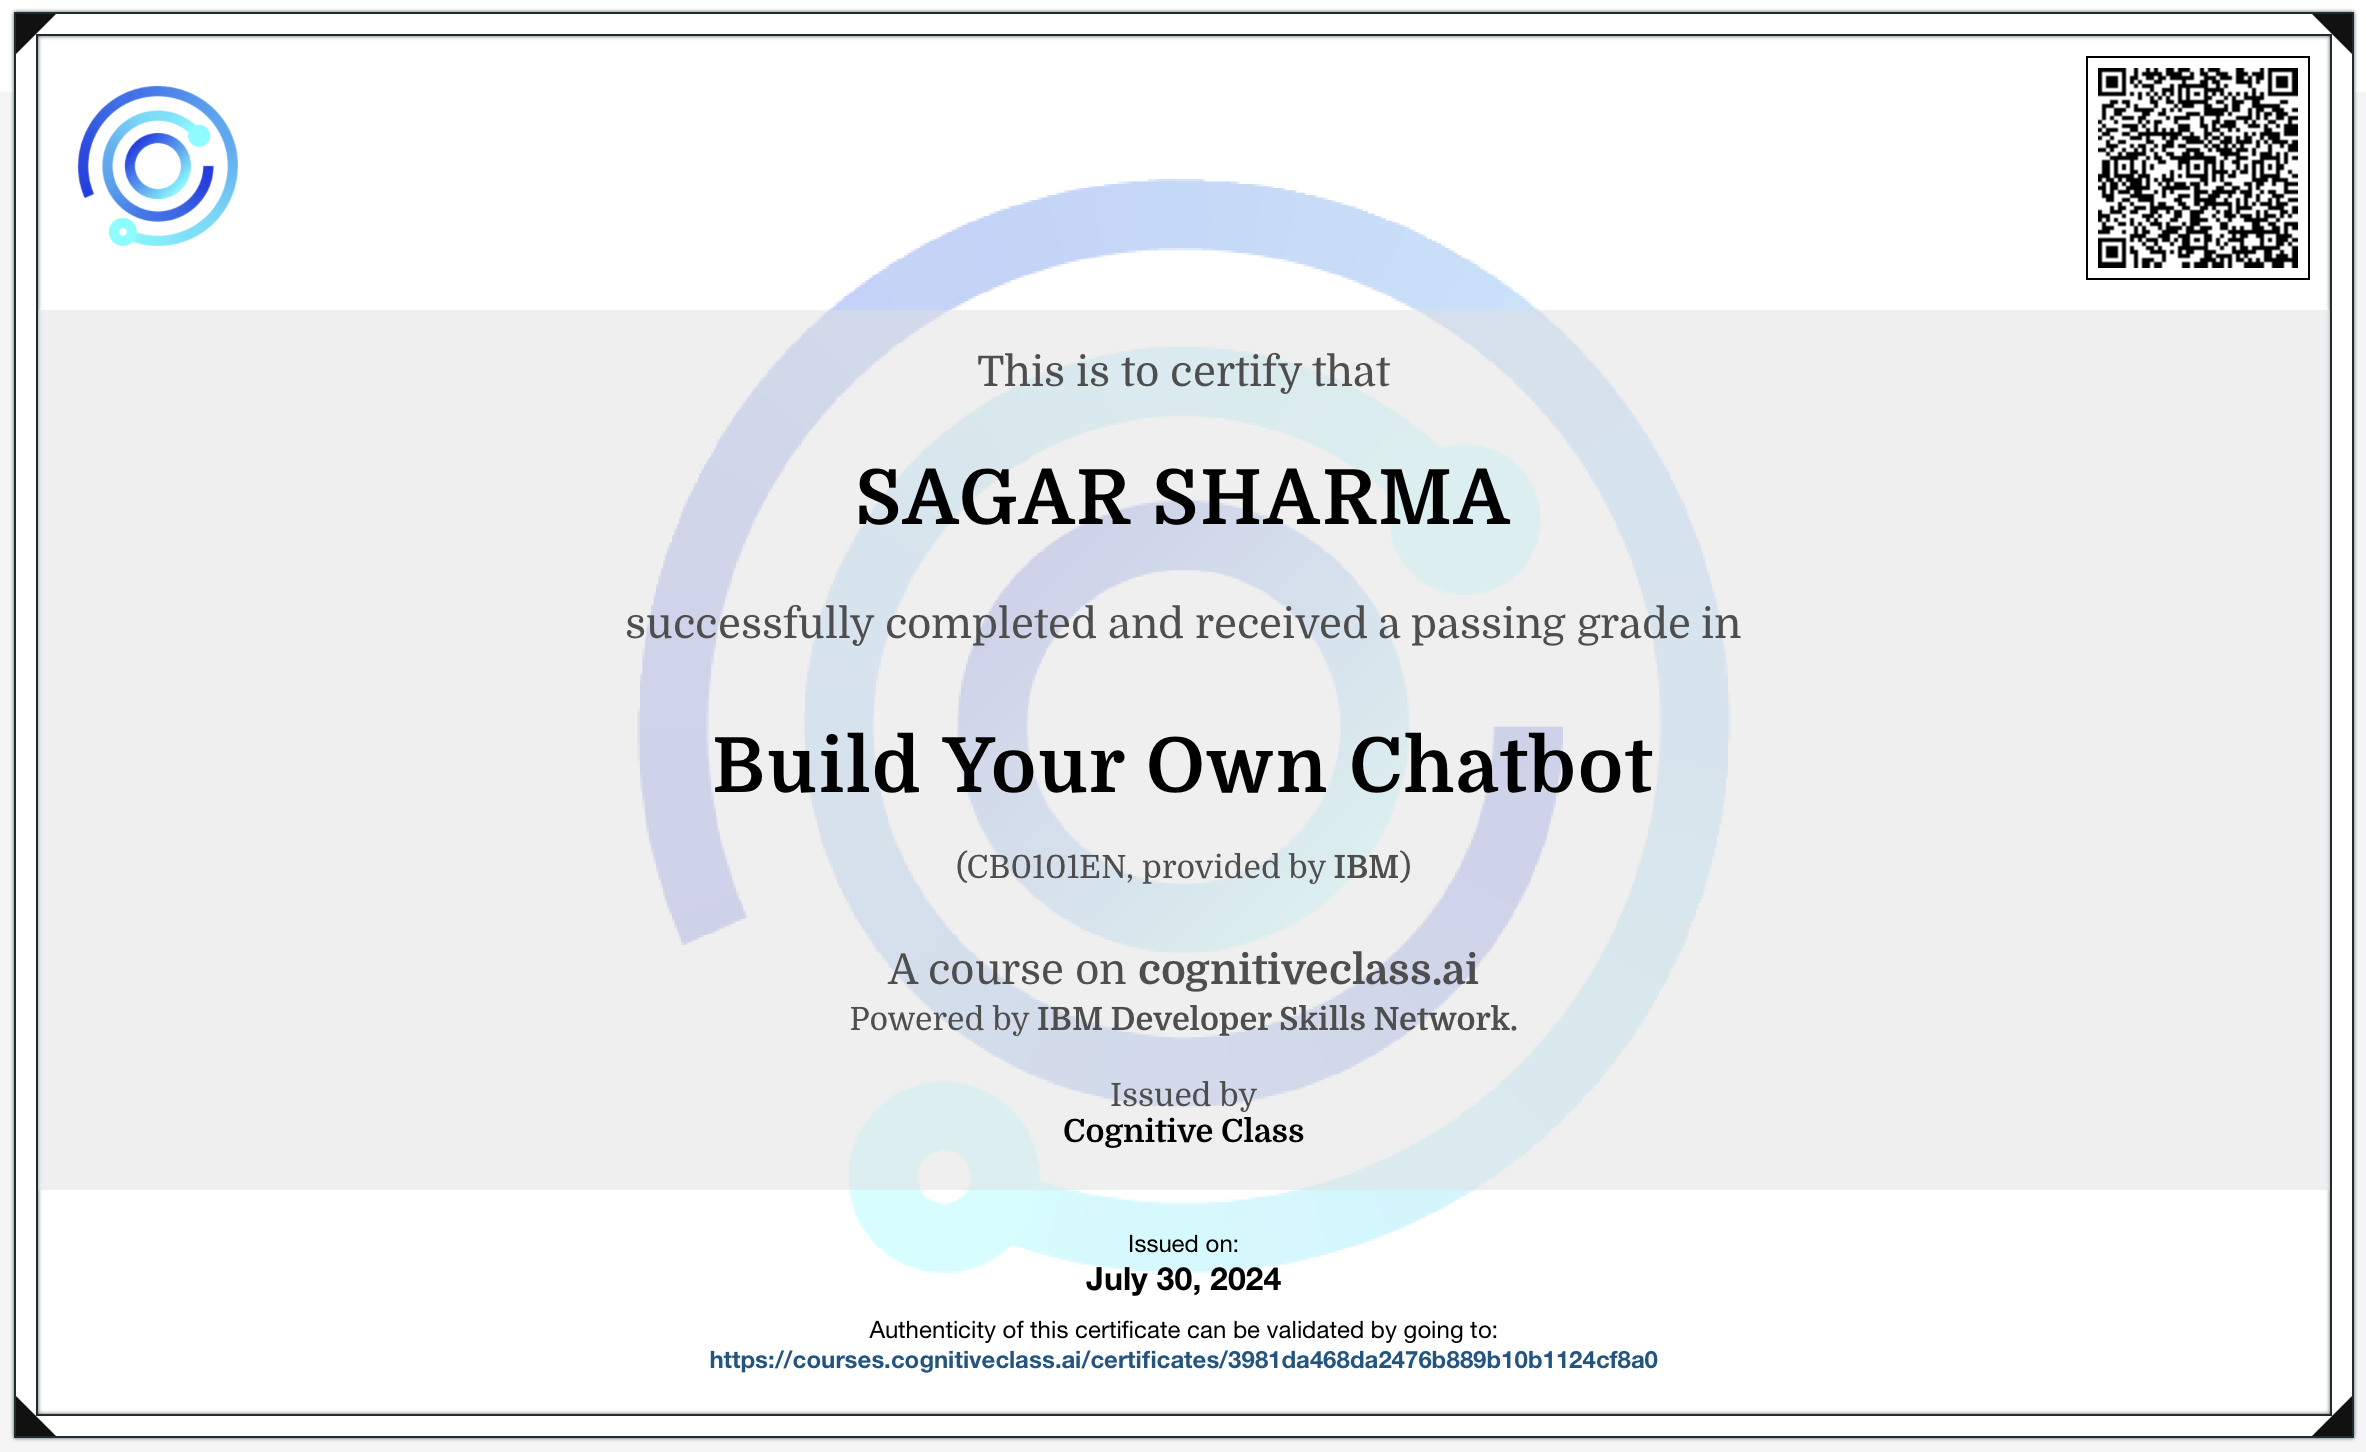 This is to certify that
SAGAR SHARMA
successfully completed and received a passing grade in
Build Your Own Chatbot
(CB0101EN, provided by IBM)
A course on cognitiveclass.ai
Powered by IBM Developer Skills Network.
Issued by
Cognitive Class
Issued on:
July 30, 2024
Authenticity of this certificate can be validated by going to:
https://courses.cognitiveclass.ai/certificates/3981da468da2476b889b10b1124cf8a0